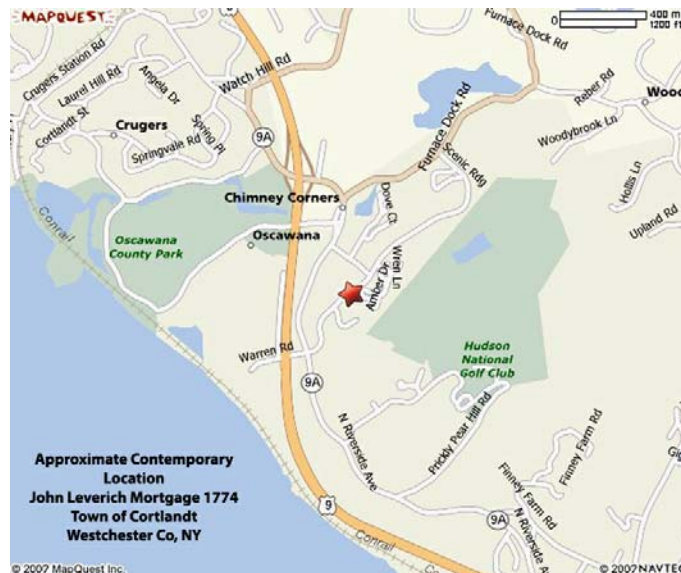 MAPQUEST
0 400 m
1200 ft
Furnace Dock Rd
Crugers Station Rd
Laurel Hill Rd
Angela Dr
Watch Hill Rd
Cortlandt St
Crugers
Spring Pl
Springvale Rd
9A
Furnace Dock Rd
Reber Rd
Woo
Woodybrook Ln
Scenic Rdg
Hollis Ln
Upland Rd
Chimney Corners
Dove Ct
Conrail
Oscawana
County Park
Oscawana
Wren Ln
Amber Dr
Warren Rd
Hudson
National
Golf Club
9A
N Riverside Ave
Prickly Pear Hill Rd
Finney Farm Rd
Finney Farm Rd
Approximate Contemporary
Location
John Leverich Mortgage 1774
Town of Cortlandt
Westchester Co, NY
9
9A
N Riverside Ave
Conrail
© 2007 MapQuest Inc.
© 2007 NAVTE